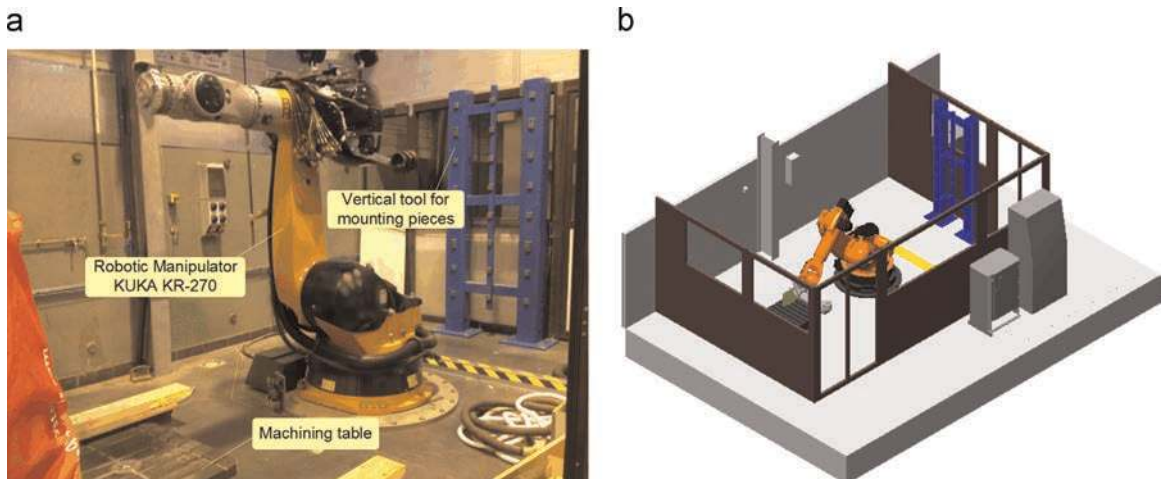 a
b
Vertical tool for
mounting pieces
Robotic Manipulator
KUKA KR-270
Machining table